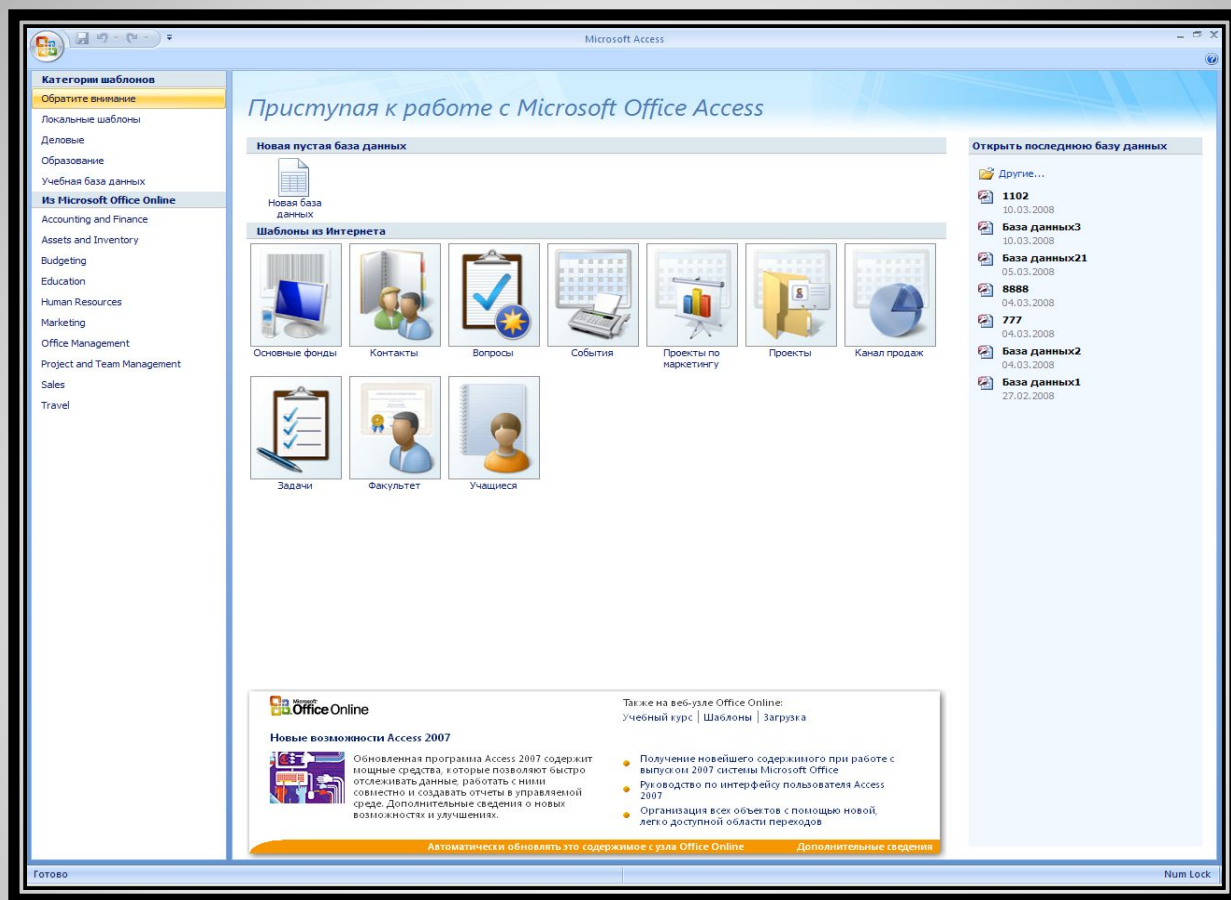 Microsoft Access
Категории шаблонов
Обратите внимание
Локальные шаблоны
Деловые
Образование
Учебная база данных
Из Microsoft Office Online
Accounting and Finance
Assets and Inventory
Budgeting
Education
Human Resources
Marketing
Office Management
Project and Team Management
Sales
Travel
Приступая к работе с Microsoft Office Access
Новая пустая база данных
Новая база
данных
Шаблоны из Интернета
Основные фонды
Контакты
Вопросы
События
Проекты по
маркетингу
Проекты
Канал продаж
Задачи
Факультет
Учащиеся
Microsoft
Office Online
Новые возможности Access 2007
Обновленная программа Access 2007 содержит
мощные средства, которые позволяют быстро
отслеживать данные, работать с ними
совместно и создавать отчеты в управляемой
среде. Дополнительные сведения о новых
возможностях и улучшениях.
Также на веб-узле Office Online:
Учебный курс | Шаблоны | Загрузка
Получение новейшего содержимого при работе с
выпуском 2007 системы Microsoft Office
Руководство по интерфейсу пользователя Access
2007
Организация всех объектов с помощью новой,
легко доступной области переходов
Автоматически обновлять это содержимое с узла Office Online
Дополнительные сведения
Открыть последнюю базу данных
Другие...
1102
10.03.2008
База данных3
10.03.2008
База данных21
05.03.2008
8888
04.03.2008
777
04.03.2008
База данных2
04.03.2008
База данных1
27.02.2008
Готово
Num Lock